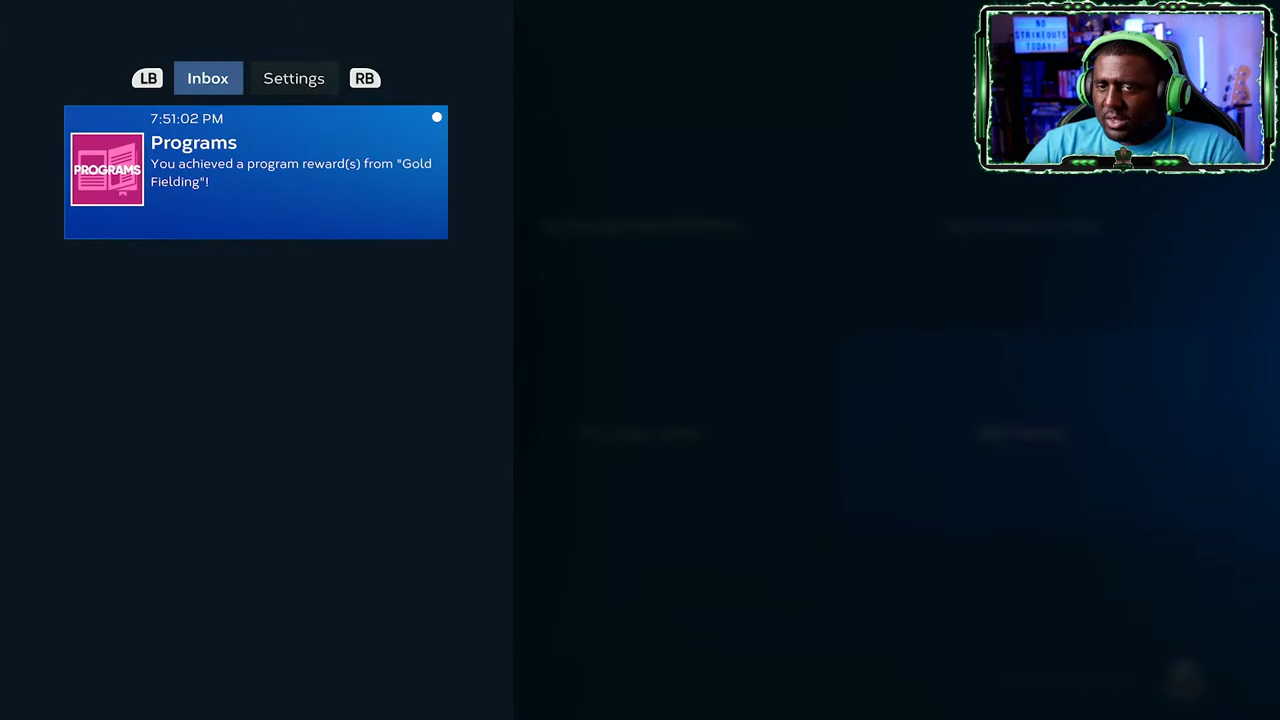 NO
STRIKEOUTS
TODAY!
LB Inbox Settings RB
7:51:02 PM
Programs
PROGRAMS
You achieved a program reward(s) from "Gold
Fielding"!